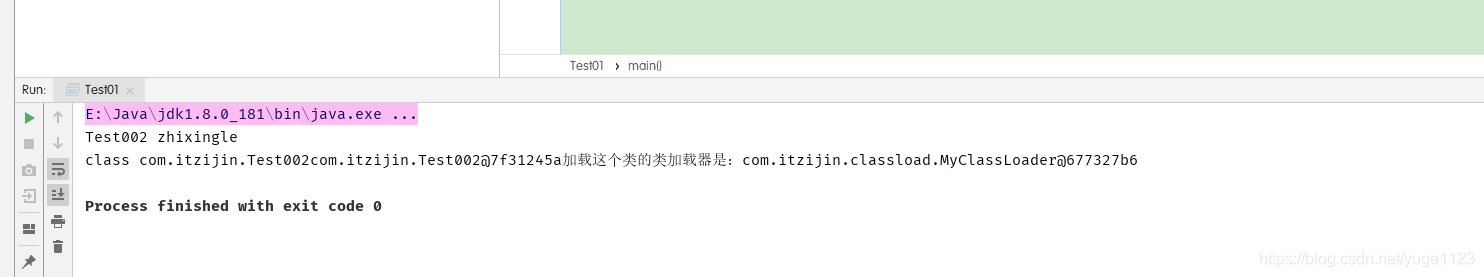 Test01 › main()
Run: Test01 ×
E:\Java\jdk1.8.0_181\bin\java.exe ...
Test002 zhixingle
class com.itzijin.Test002com.itzijin.Test002@7f31245a加载这个类的类加载器是：com.itzijin.classload.MyClassLoader@677327b6
Process finished with exit code 0
https://blog.csdn.net/yuge1123